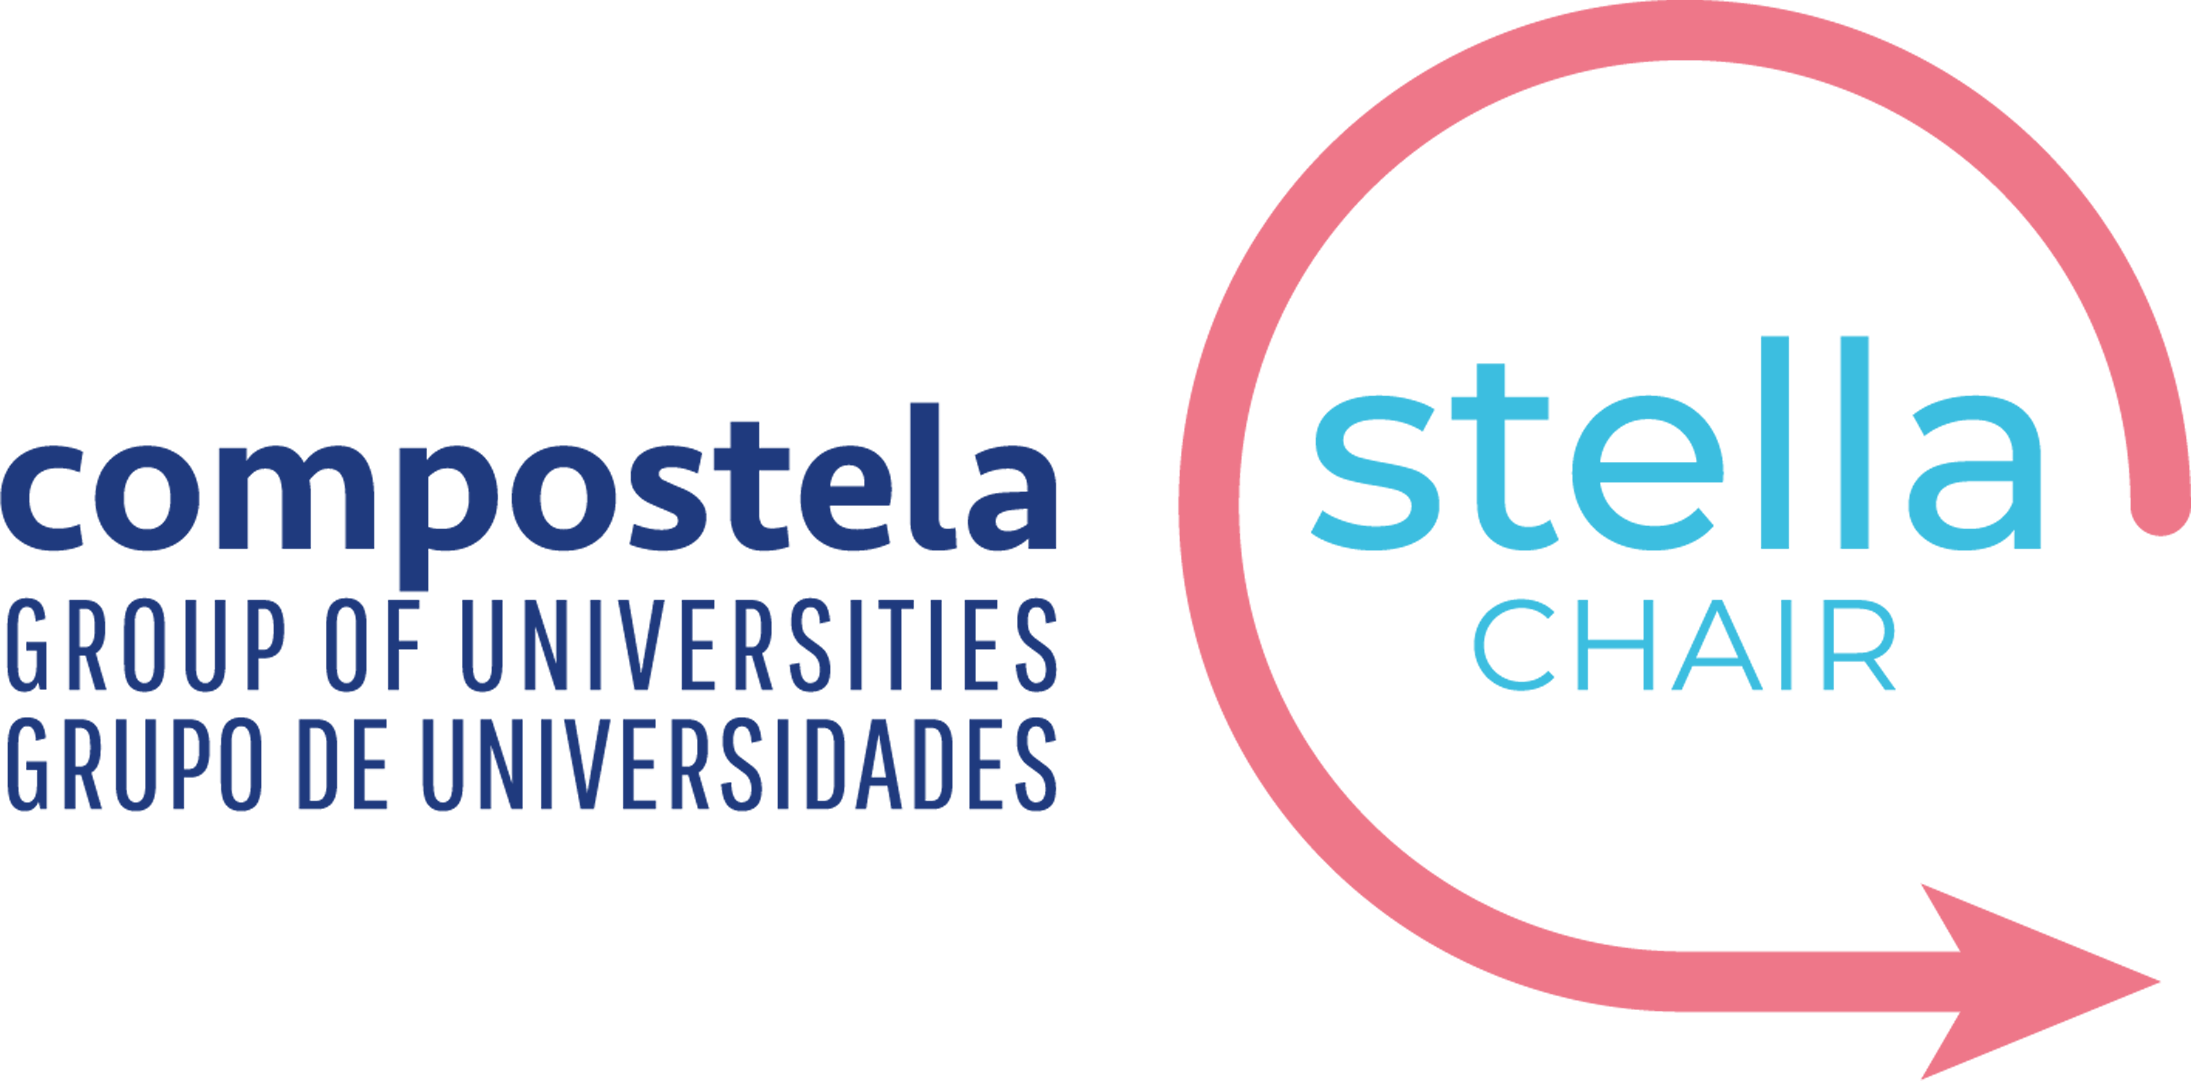 compostela
GROUP OF UNIVERSITIES
GRUPO DE UNIVERSIDADES
stella
CHAIR